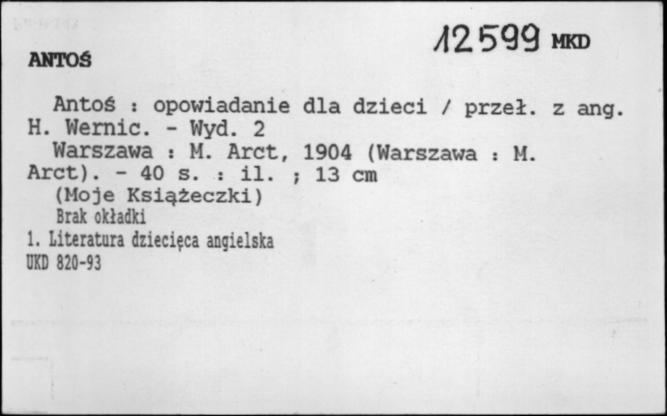 12599 MKD
ANTOŚ
Antoś : opowiadanie dla dzieci / przeł. z ang.
H. Wernic. - Wyd. 2
Warszawa : M. Arct, 1904 (Warszawa : M.
Arct). - 40 s. : il. ; 13 cm
(Moje Książeczki)
Brak okładki
1. Literatura dziecięca angielska
UKD 820-93